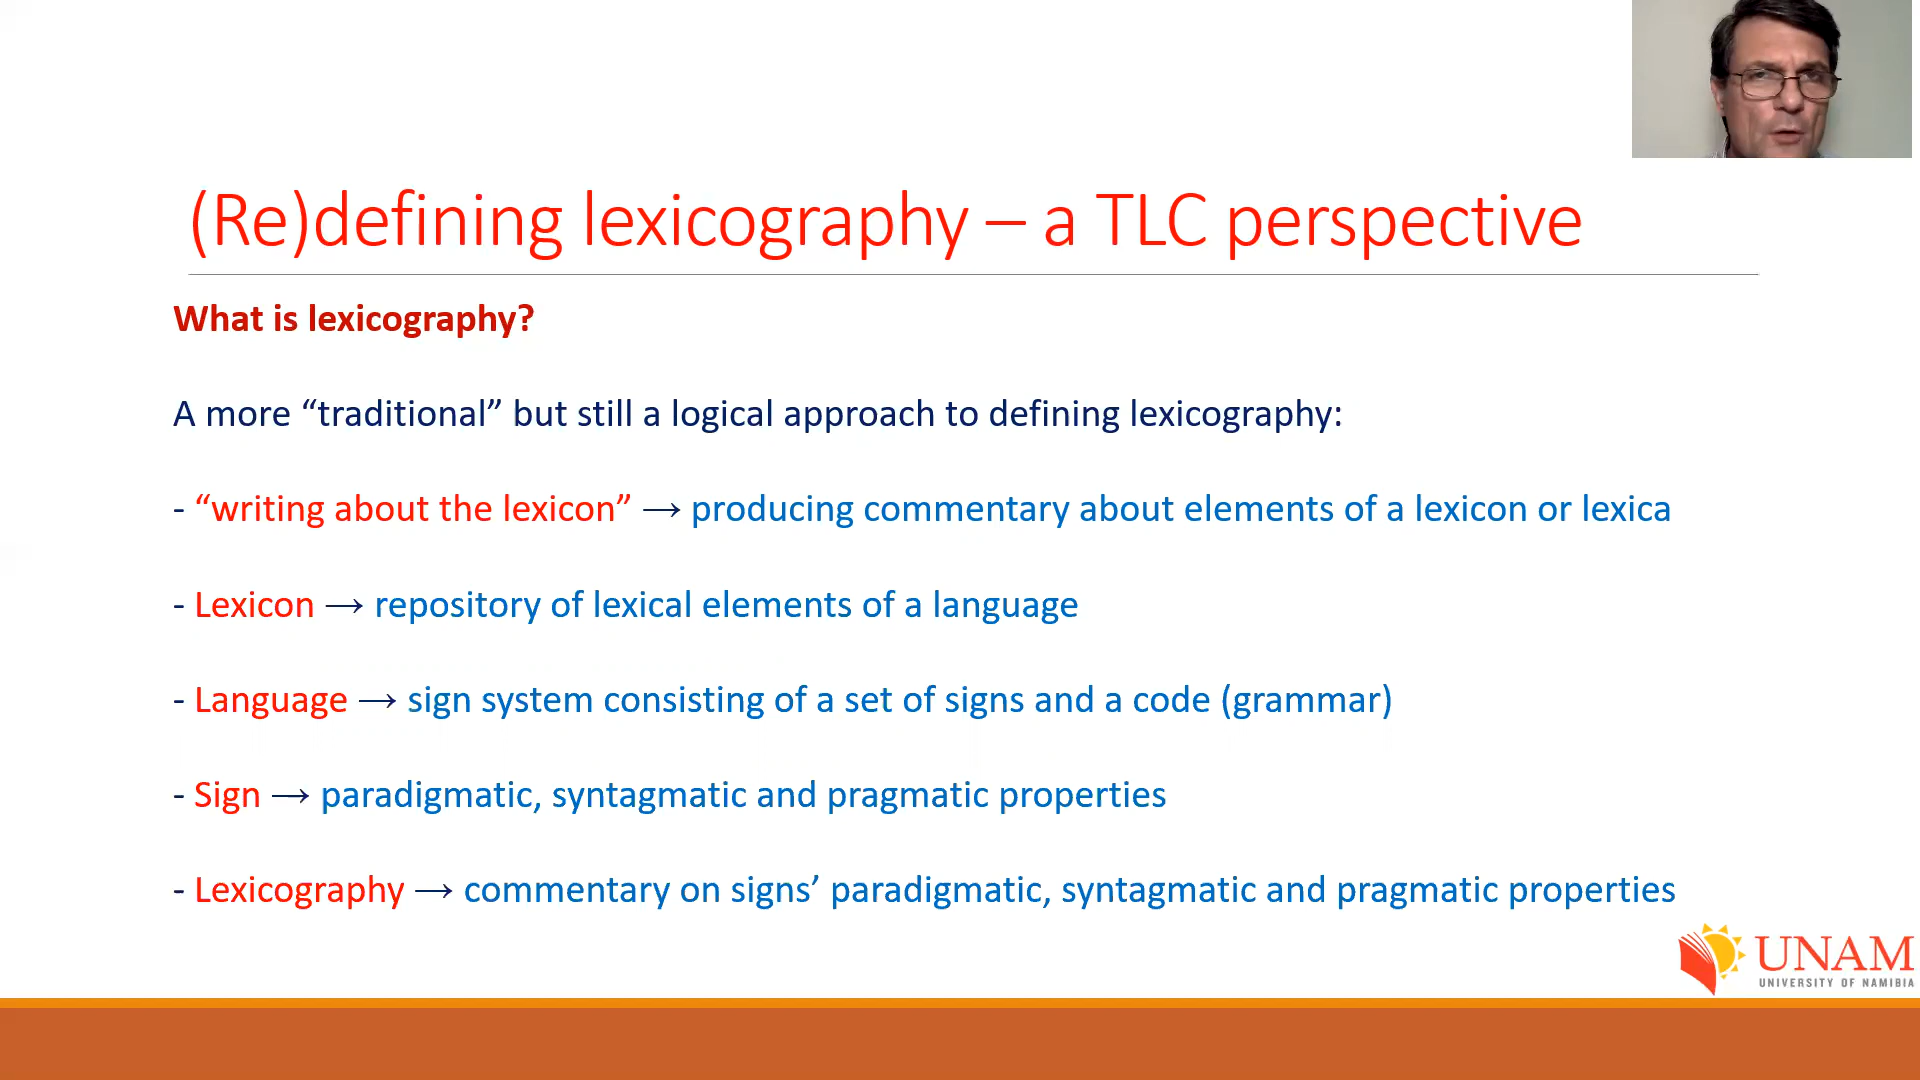 (Re)defining lexicography – a TLC perspective
What is lexicography?
A more “traditional” but still a logical approach to defining lexicography:
- “writing about the lexicon” → producing commentary about elements of a lexicon or lexica
- Lexicon → repository of lexical elements of a language
- Language → sign system consisting of a set of signs and a code (grammar)
- Sign → paradigmatic, syntagmatic and pragmatic properties
- Lexicography → commentary on signs’ paradigmatic, syntagmatic and pragmatic properties
UNAM
UNIVERSITY OF NAMIBIA